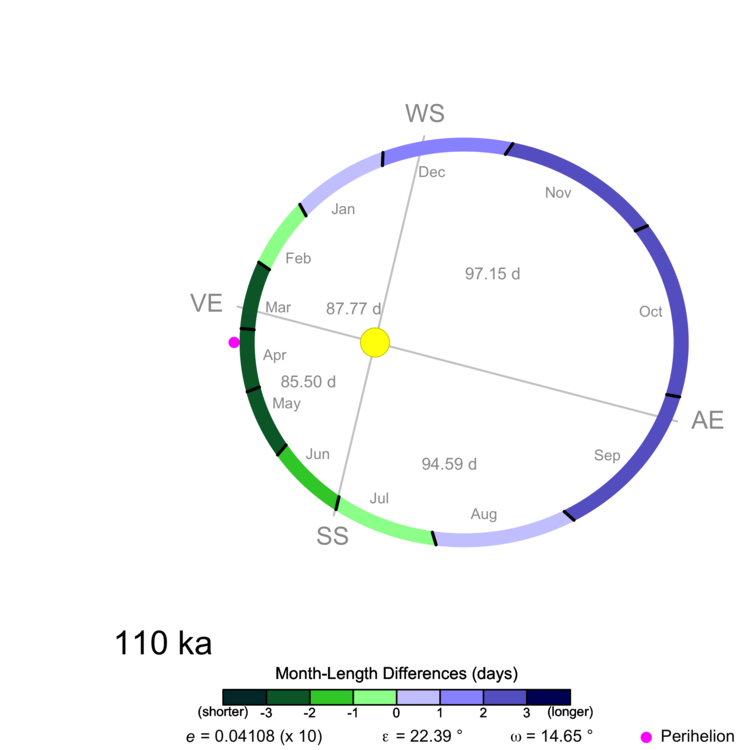 WS
Dec
Nov
Jan
Feb
97.15 d
VE
Mar
87.77 d
Oct
Apr
85.50 d
May
AE
Jun
94.59 d
Sep
Jul
Aug
SS
110 ka
Month-Length Differences (days)
(shorter) -3 -2 -1 0 1 2 3 (longer)
e = 0.04108 (x 10) ε = 22.39 ° ω = 14.65 ° Perihelion